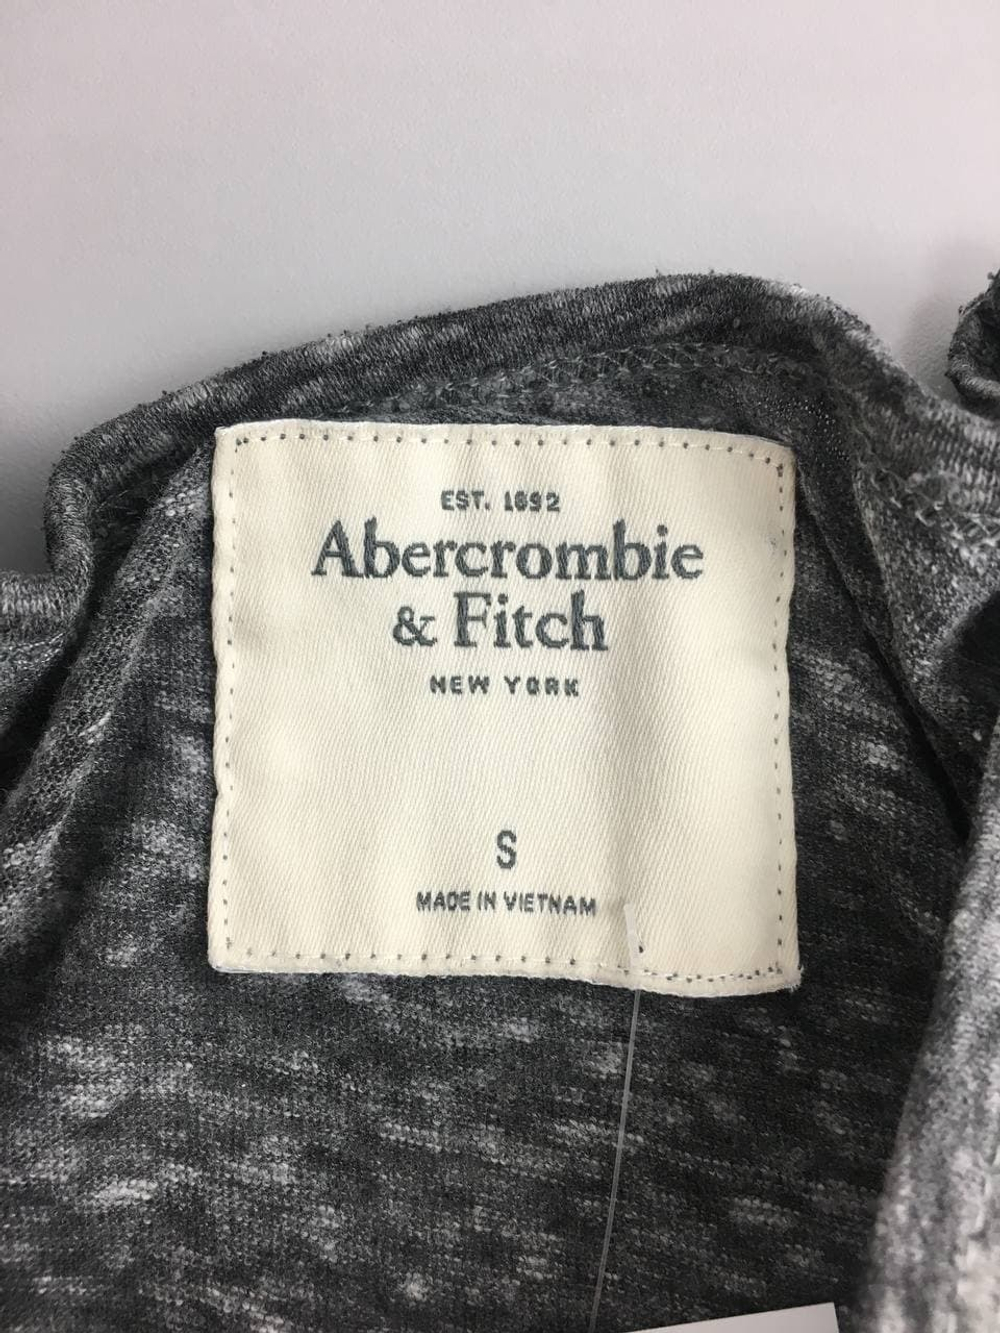 EST. 1892
Abercrombie
& Fitch
NEW YORK
S
MADE IN VIETNAM